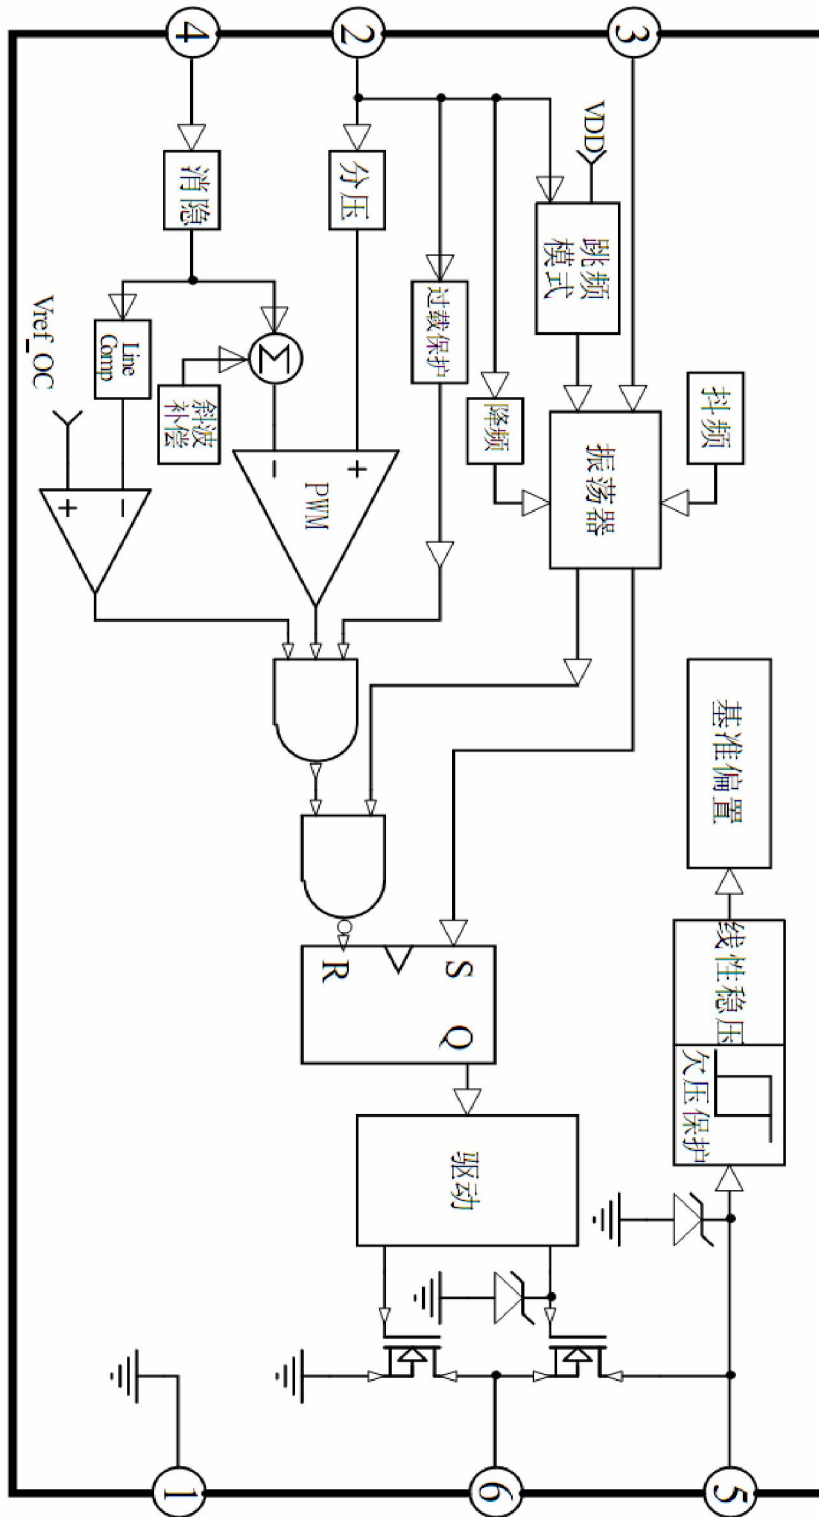 抖频
基准偏置
线性稳压
欠压保护
5
3
VDD
跳频
模式
振荡器
降频
6
过载保护
S
Q
驱动
2
分压
+
PWM
−
R
Σ
斜波
补偿
4
消隐
1
Line
Comp
−
+
Vref_OC